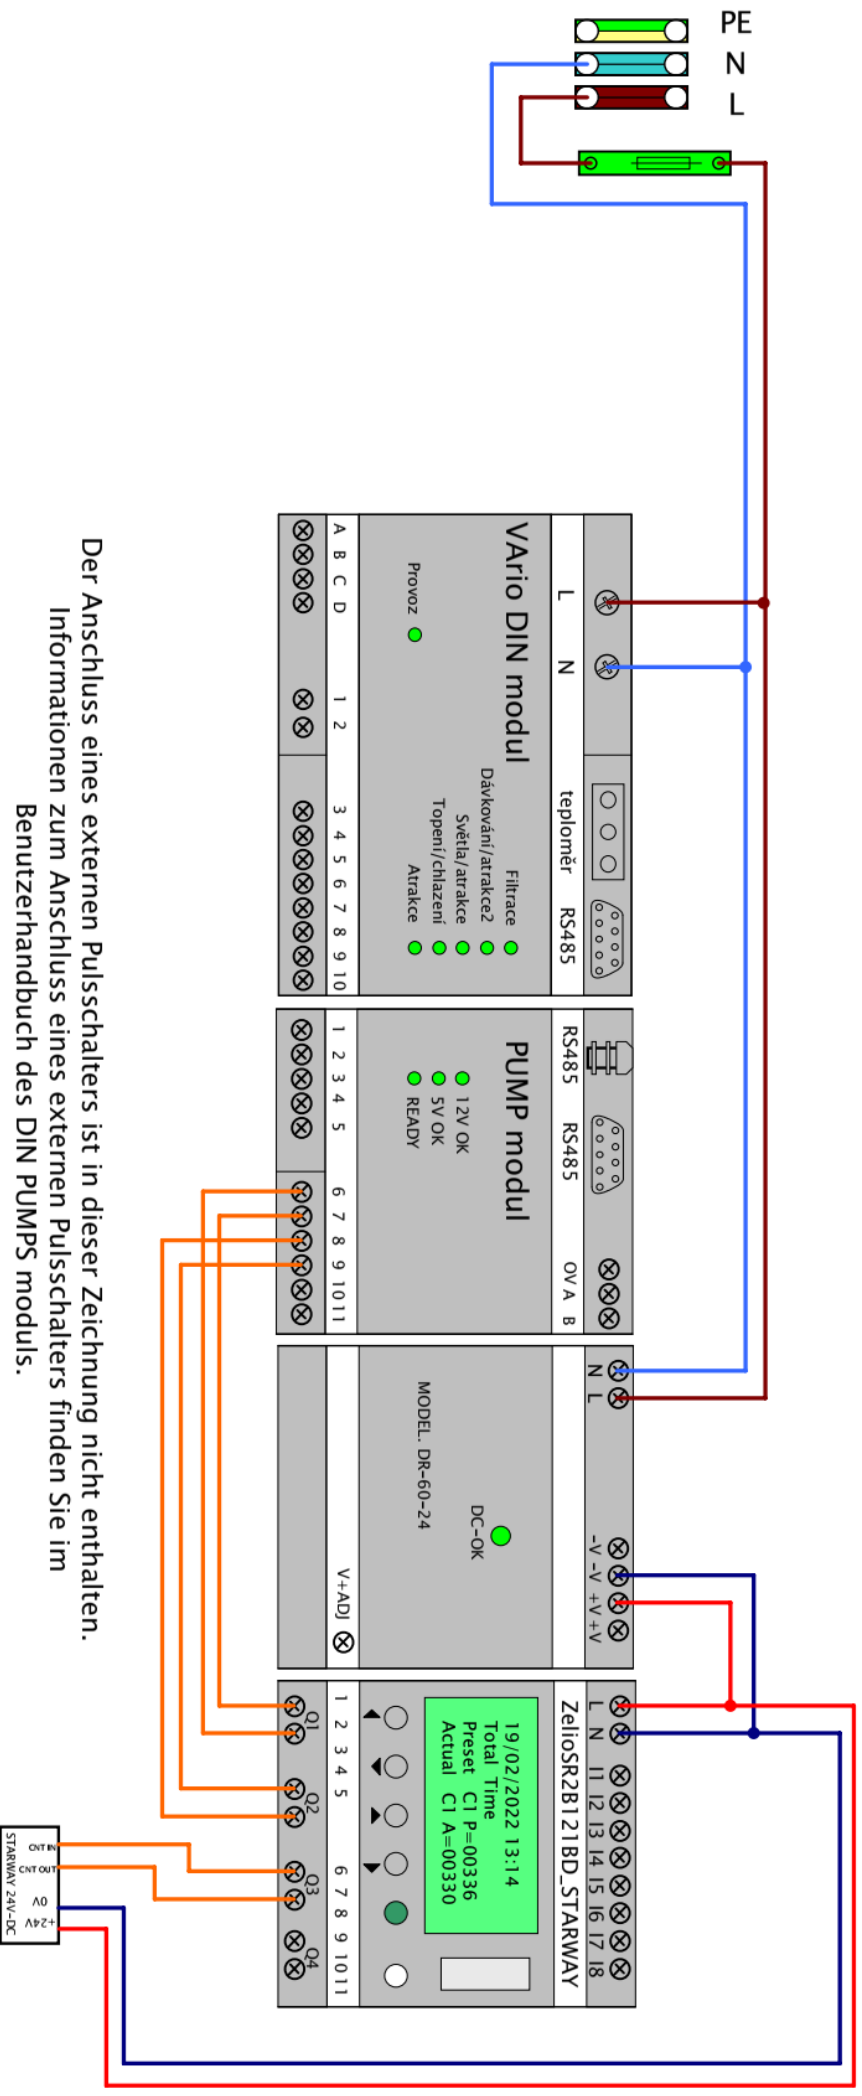 PE
N
L
VArio DIN modul
L
N
teploměr
RS485
Provoz
Filtrace
Dávkování/atrakce2
Světla/atrakce
Topení/chlazení
Atrakce
A B C D
1 2
3 4 5 6 7 8 9 10
PUMP modul
RS485
RS485
0V A B
12V OK
5V OK
READY
1 2 3 4 5
6 7 8 9 10 11
N L
-V -V +V +V
DC-OK
MODEL. DR-60-24
V+ADJ
L N I1 I2 I3 I4 I5 I6 I7 I8
ZelioSR2B121BD_STARWAY
19/02/2022 13:14
Total Time
Preset C1 P=00336
Actual C1 A=00330
1 2 3 4 5 6 7 8 9 10 11
Q1 Q2 Q3 Q4
CNT IN
CNT OUT
0V
+24V
STARWAY 24V-DC
Der Anschluss eines externen Pulsschalters ist in dieser Zeichnung nicht enthalten.
Informationen zum Anschluss eines externen Pulsschalters finden Sie im
Benutzerhandbuch des DIN PUMPS moduls.